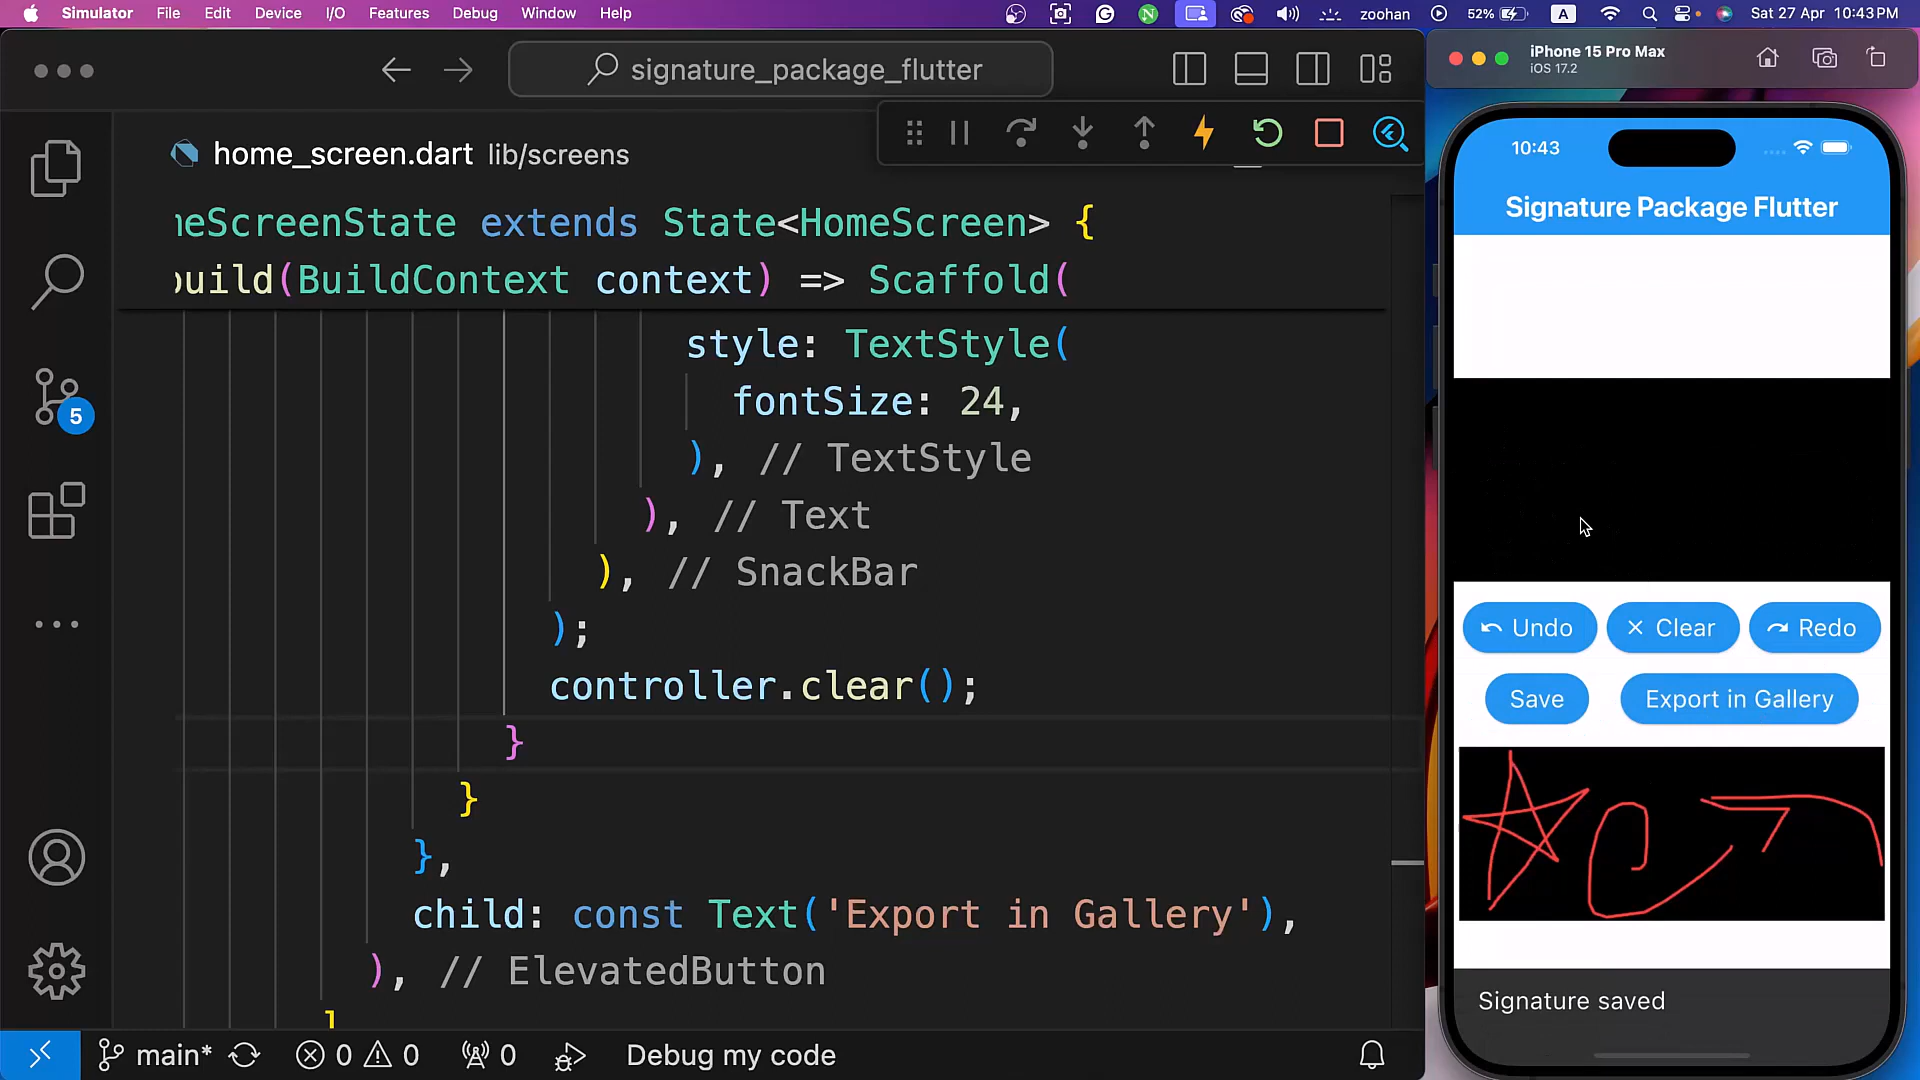 Simulator File Edit Device I/O Features Debug Window Help zoohan 52% A Sat 27 Apr 10:43 PM
signature_package_flutter
home_screen.dart lib/screens
neScreenState extends State<HomeScreen> {
build(BuildContext context) => Scaffold(
style: TextStyle(
fontSize: 24,
), // TextStyle
), // Text
), // SnackBar
);
controller.clear();
}
}
},
child: const Text('Export in Gallery'),
), // ElevatedButton
]
5
main* 0 0 0 Debug my code
iPhone 15 Pro Max
iOS 17.2
10:43
Signature Package Flutter
Undo Clear Redo
Save Export in Gallery
Signature saved